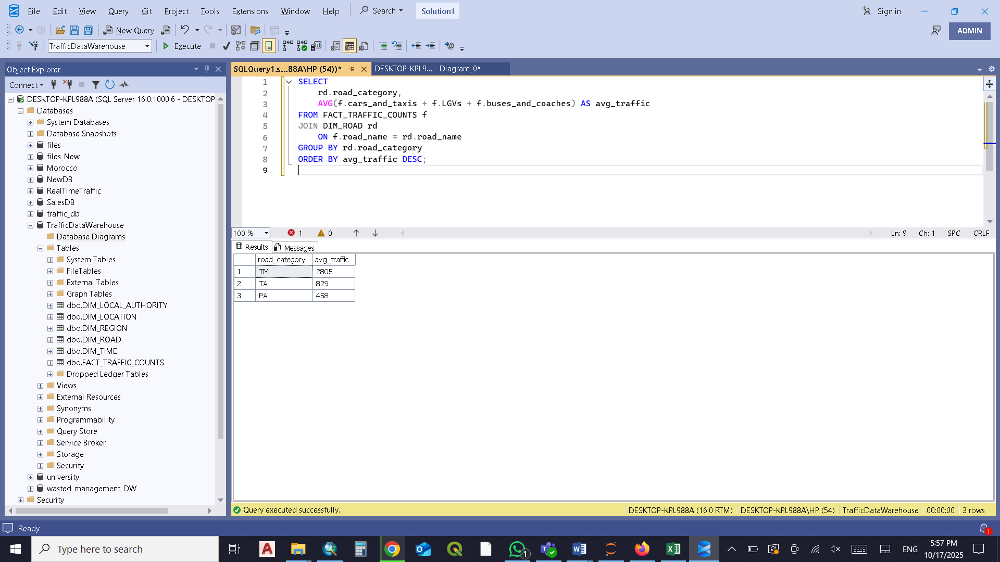 File Edit View Query Git Project Tools Extensions Window Help Search Solution1 Sign in
New Query ADMIN
TrafficDataWarehouse Execute
Object Explorer
Connect
DESKTOP-KPL988A (SQL Server 16.0.1000.6 - DESKTOP
Databases
System Databases
Database Snapshots
files
files_New
Morocco
NewDB
RealTimeTraffic
SalesDB
traffic_db
TrafficDataWarehouse
Database Diagrams
Tables
System Tables
FileTables
External Tables
Graph Tables
dbo.DIM_LOCAL_AUTHORITY
dbo.DIM_LOCATION
dbo.DIM_REGION
dbo.DIM_ROAD
dbo.DIM_TIME
dbo.FACT_TRAFFIC_COUNTS
Dropped Ledger Tables
Views
External Resources
Synonyms
Programmability
Query Store
Service Broker
Storage
Security
university
wasted_management_DW
Security
SQLQuery1.s...88A\HP (54))* DESKTOP-KPL9... - Diagram_0*
1 SELECT
2 rd.road_category,
3 AVG(f.cars_and_taxis + f.LGVs + f.buses_and_coaches) AS avg_traffic
4 FROM FACT_TRAFFIC_COUNTS f
5 JOIN DIM_ROAD rd
6 ON f.road_name = rd.road_name
7 GROUP BY rd.road_category
8 ORDER BY avg_traffic DESC;
9
100 % 1 0 Ln: 9 Ch: 1 SPC CRLF
Results Messages
road_category avg_traffic
1 TM 2805
2 TA 829
3 PA 458
Query executed successfully. DESKTOP-KPL988A (16.0 RTM) DESKTOP-KPL988A\HP (54) TrafficDataWarehouse 00:00:00 3 rows
Ready 1
Type here to search 1 ENG 5:57 PM
10/17/2025